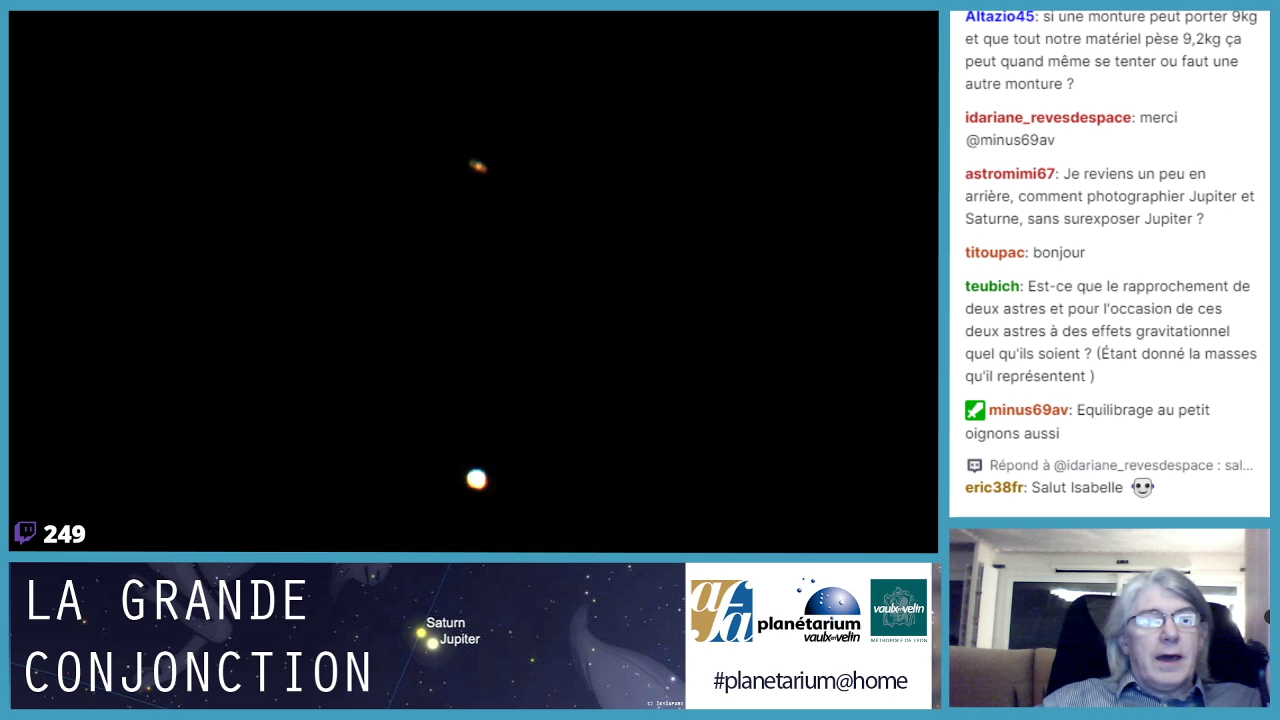 Altazio45: si une monture peut porter 9kg
et que tout notre matériel pèse 9,2kg ça
peut quand même se tenter ou faut une
autre monture ?
idariane_revesdespace: merci
@minus69av
astromimi67: Je reviens un peu en
arrière, comment photographier Jupiter et
Saturne, sans surexposer Jupiter ?
titoupac: bonjour
teubich: Est-ce que le rapprochement de
deux astres et pour l'occasion de ces
deux astres à des effets gravitationnel
quel qu'ils soient ? (Étant donné la masses
qu'il représentent )
minus69av: Equilibrage au petit
oignons aussi
Répond à @idariane_revesdespace : sal...
eric38fr: Salut Isabelle
249
LA GRANDE
CONJONCTION
Saturn
Jupiter
afa
planétarium
vaulx en velin
vaulx en velin
MÉTROPOLE DE LYON
#planetarium@home